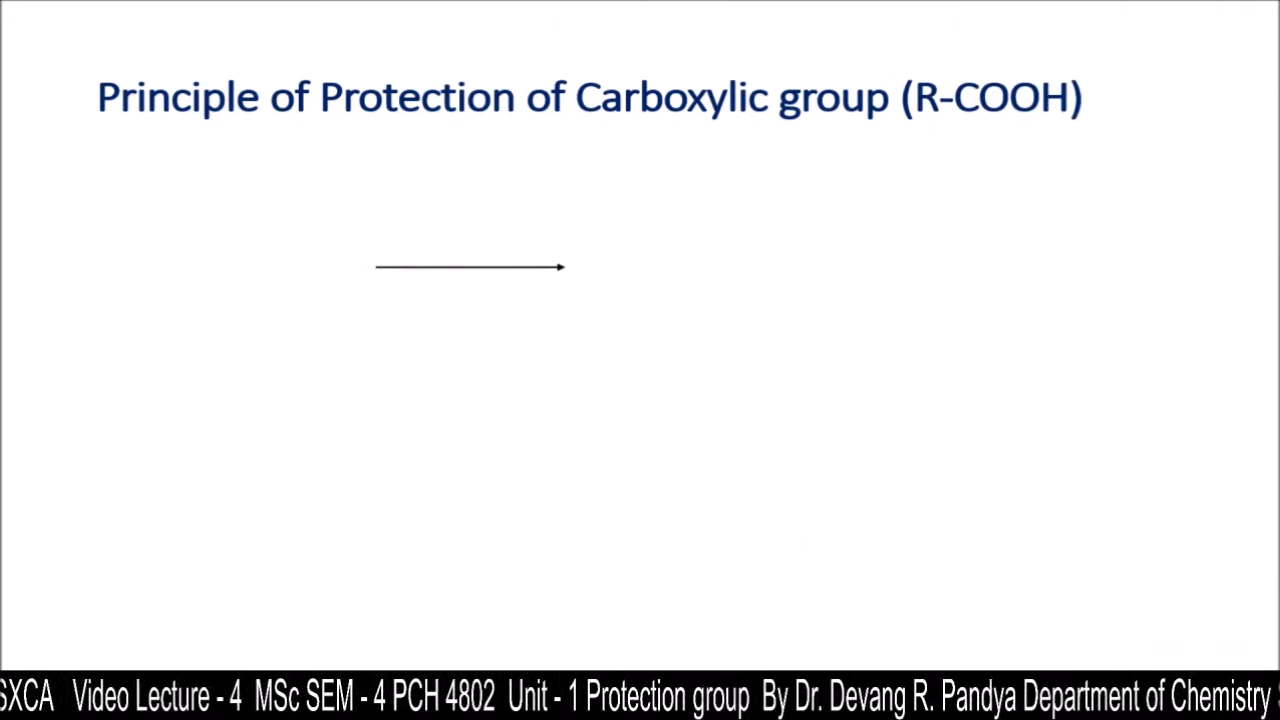 Principle of Protection of Carboxylic group (R-COOH)
SXCA Video Lecture - 4 MSc SEM - 4 PCH 4802 Unit - 1 Protection group By Dr. Devang R. Pandya Department of Chemistry